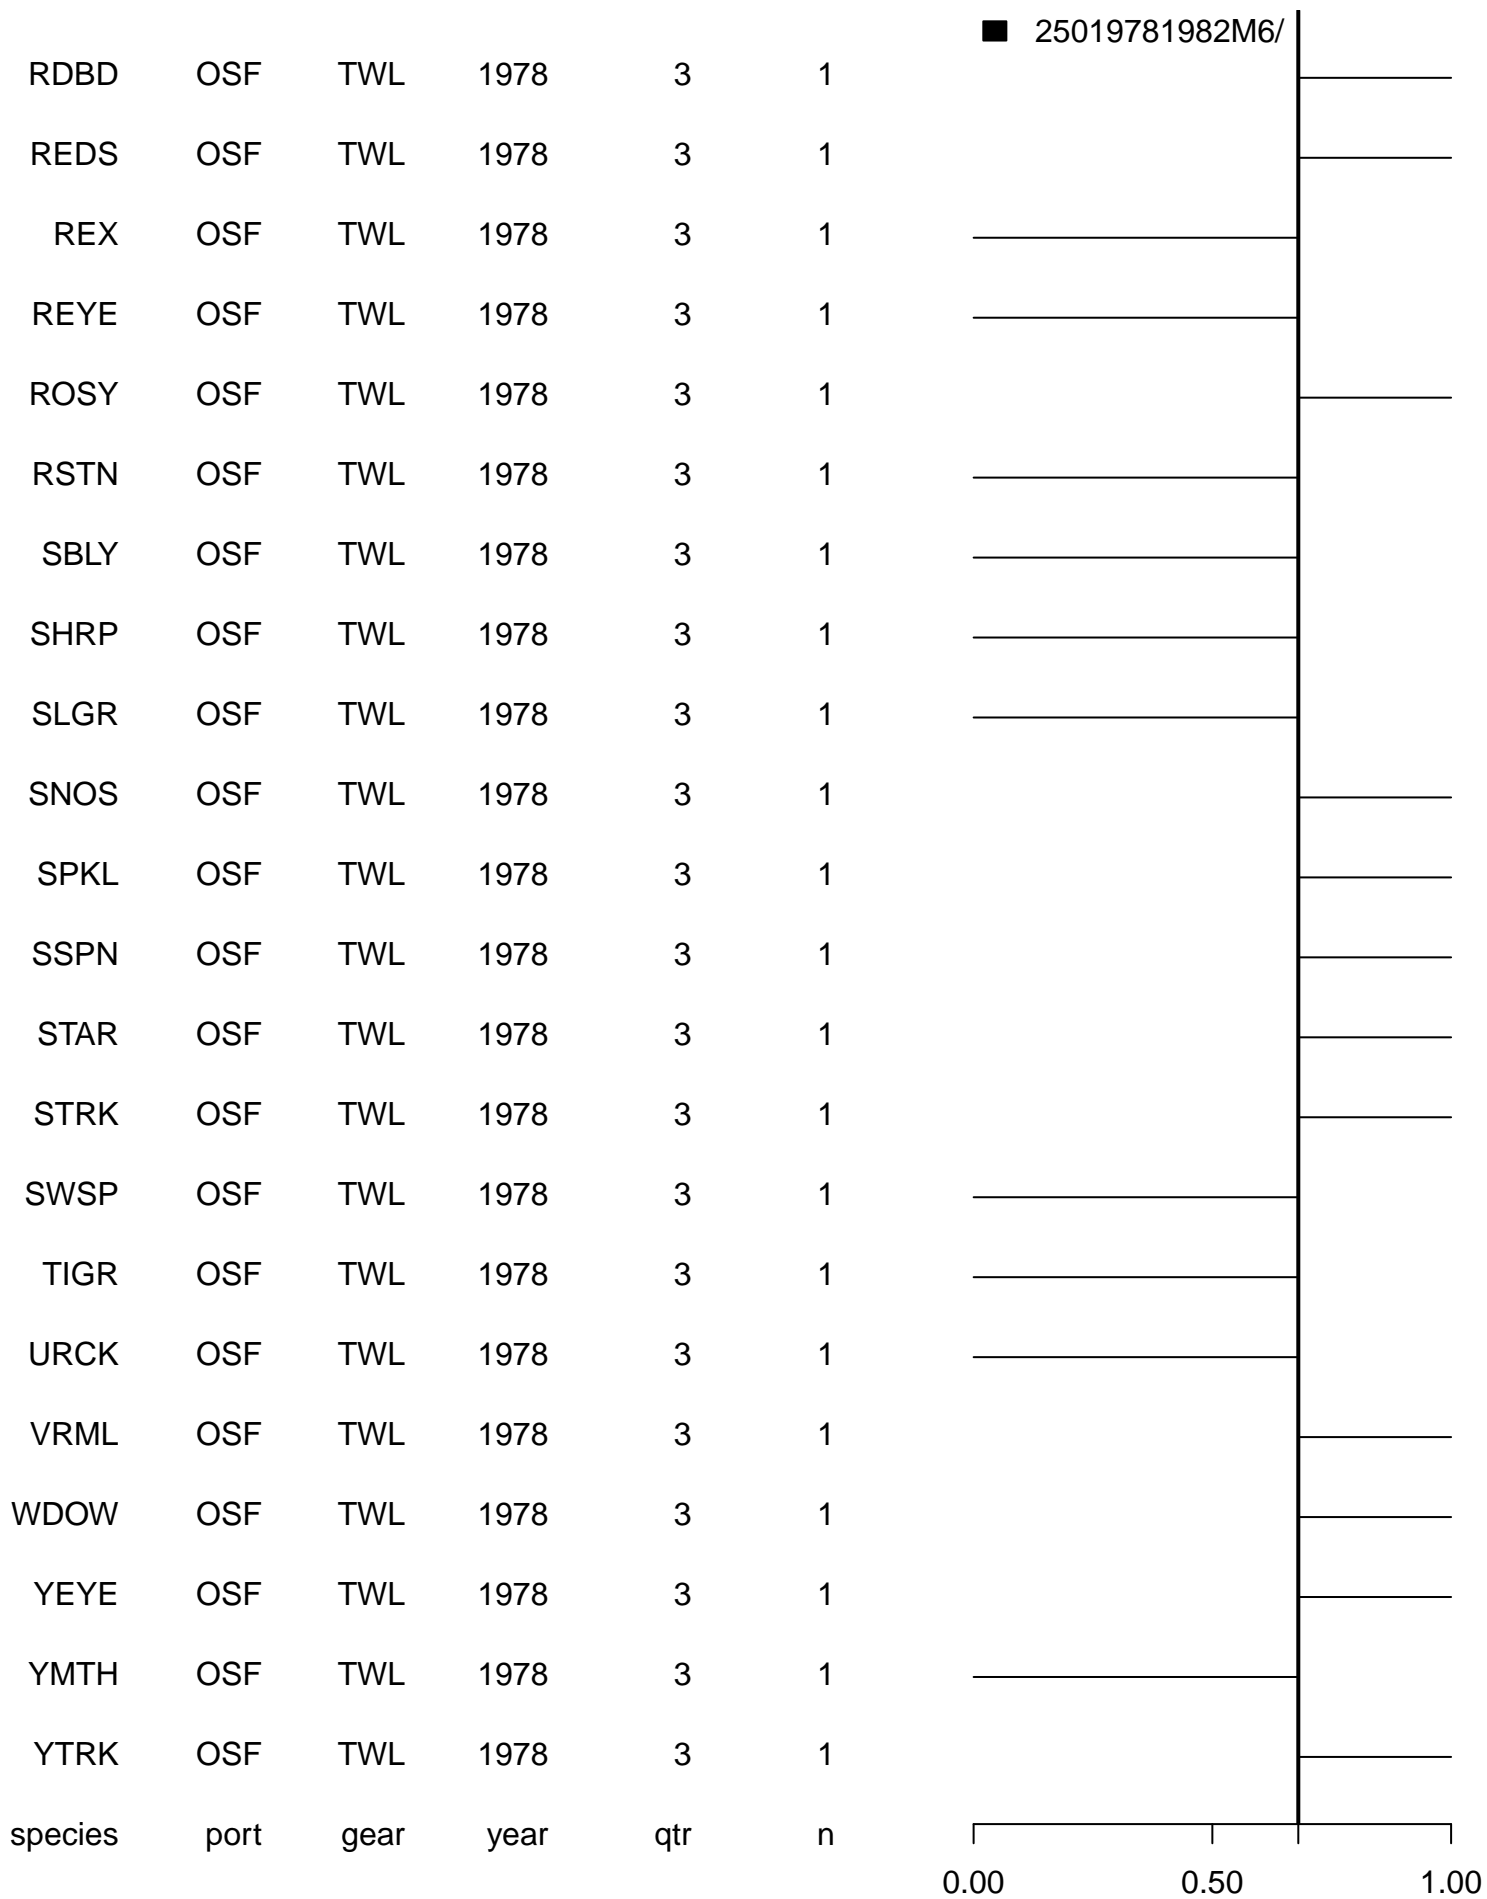 25019781982M6/
RDBD OSF TWL 1978 3 1
REDS OSF TWL 1978 3 1
REX OSF TWL 1978 3 1
REYE OSF TWL 1978 3 1
ROSY OSF TWL 1978 3 1
RSTN OSF TWL 1978 3 1
SBLY OSF TWL 1978 3 1
SHRP OSF TWL 1978 3 1
SLGR OSF TWL 1978 3 1
SNOS OSF TWL 1978 3 1
SPKL OSF TWL 1978 3 1
SSPN OSF TWL 1978 3 1
STAR OSF TWL 1978 3 1
STRK OSF TWL 1978 3 1
SWSP OSF TWL 1978 3 1
TIGR OSF TWL 1978 3 1
URCK OSF TWL 1978 3 1
VRML OSF TWL 1978 3 1
WDOW OSF TWL 1978 3 1
YEYE OSF TWL 1978 3 1
YMTH OSF TWL 1978 3 1
YTRK OSF TWL 1978 3 1
species port gear year qtr n
0.00 0.50 1.00